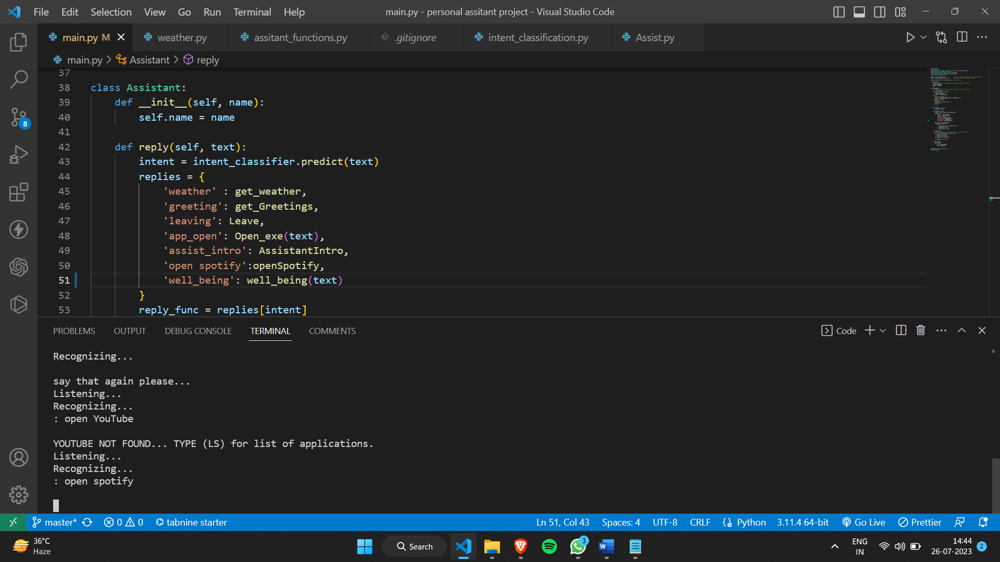 File Edit Selection View Go Run Terminal Help
main.py - personal assitant project - Visual Studio Code
main.py M
weather.py
assitant_functions.py
.gitignore
intent_classification.py
Assist.py
main.py > Assistant > reply
37
38 class Assistant:
39 def __init__(self, name):
40 self.name = name
41
42 def reply(self, text):
43 intent = intent_classifier.predict(text)
44 replies = {
45 'weather' : get_weather,
46 'greeting': get_Greetings,
47 'leaving': Leave,
48 'app_open': Open_exe(text),
49 'assist_intro': AssistantIntro,
50 'open spotify':openSpotify,
51 'well_being': well_being(text)
52 }
53 reply_func = replies[intent]
8
PROBLEMS OUTPUT DEBUG CONSOLE TERMINAL COMMENTS
Code
Recognizing...
say that again please...
Listening...
Recognizing...
: open YouTube
YOUTUBE NOT FOUND... TYPE (LS) for list of applications.
Listening...
Recognizing...
: open spotify
master* 0 0 tabnine starter
Ln 51, Col 43 Spaces: 4 UTF-8 CRLF Python 3.11.4 64-bit Go Live Prettier
36°C
Haze
Search
3
ENG
IN
14:44
26-07-2023
2